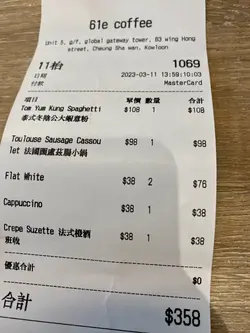 61e coffee
Unit 5, g/f, global gateway tower, 63 wing Hong
street, Cheung Sha wan, Kowloon
11枱 1069
日期 2023-03-11 13:59:10:03
付款 MasterCard
項目 單價 數量 合計
Tom Yum Kung Spaghetti $108 1 $108
泰式冬陰公大蝦意粉
Toulouse Sausage Cassou $98 1 $98
let 法國圖盧茲腸小鍋
Flat White $38 2 $76
Cappuccino $38 1 $38
Crepe Suzette 法式橙酒 $38 1 $38
班戟
優惠合計 $0
合計 $358